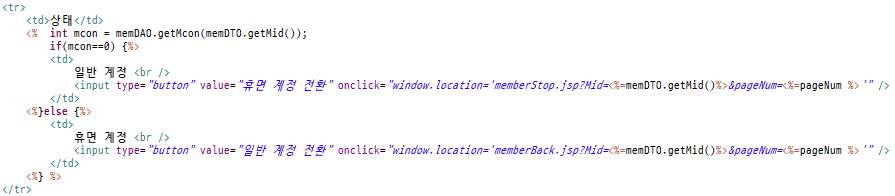 <tr>
<td>상태</td>
<% int mcon = memDAO.getMcon(memDTO.getMid());
if(mcon==0) {%>
<td>
일반 계정 <br />
<input type="button" value="휴면 계정 전환" onclick="window.location='memberStop.jsp?Mid=<%=memDTO.getMid()%>&pageNum=<%=pageNum %>'" />
</td>
<%}else {%>
<td>
휴면 계정 <br />
<input type="button" value="일반 계정 전환" onclick="window.location='memberBack.jsp?Mid=<%=memDTO.getMid()%>&pageNum=<%=pageNum %>'" />
</td>
<%} %>
</tr>